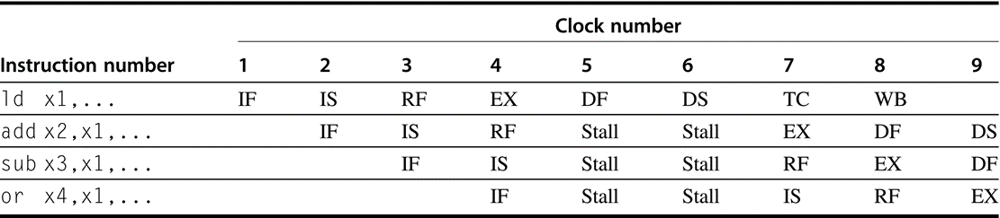 Clock number
Instruction number 1 2 3 4 5 6 7 8 9
ld x1,... IF IS RF EX DF DS TC WB
add x2,x1,... IF IS RF Stall Stall EX DF DS
sub x3,x1,... IF IS Stall Stall RF EX DF
or x4,x1,... IF Stall Stall IS RF EX